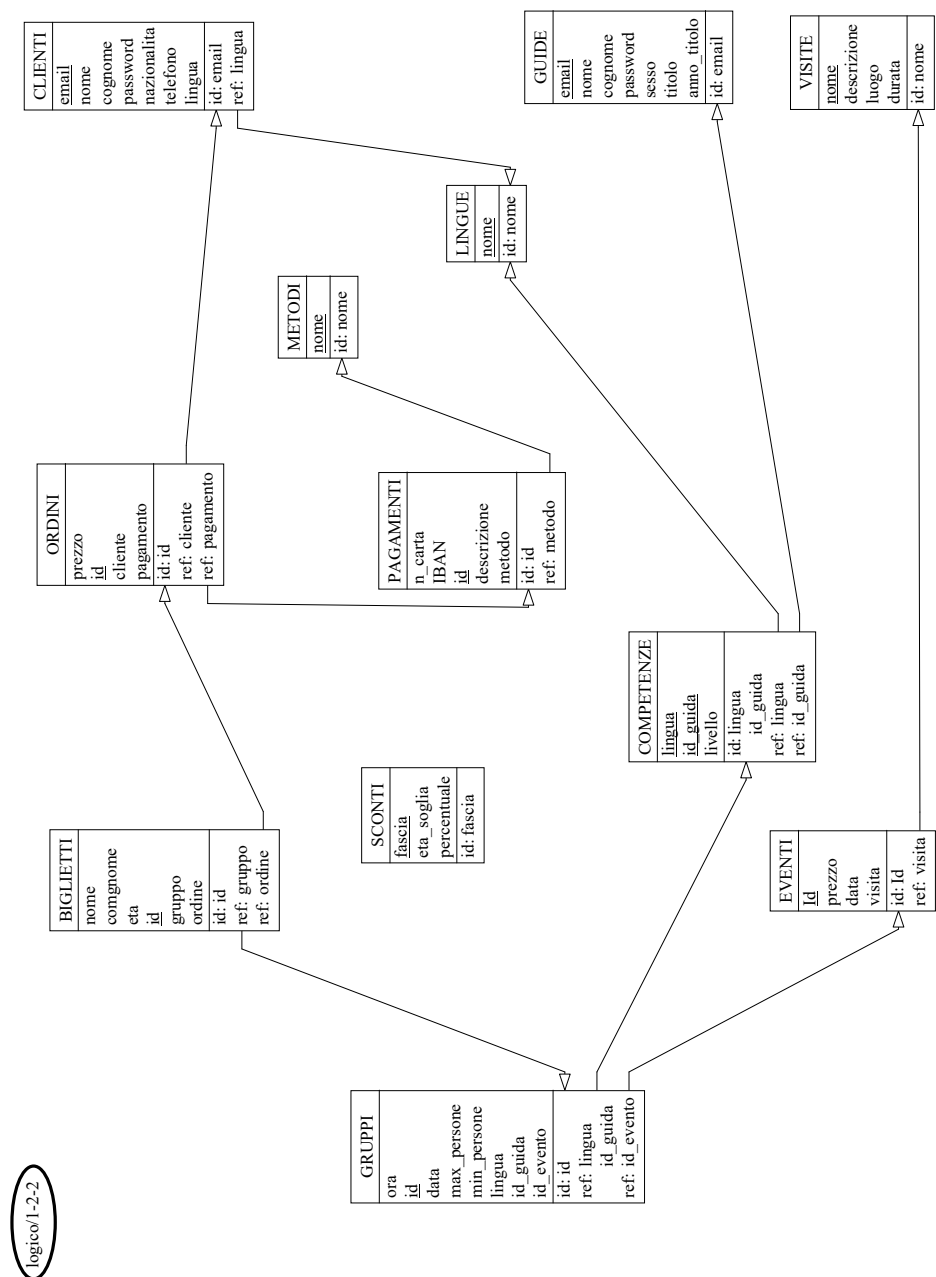 logico/1-2-2
GRUPPI
ora
id
data
max_persone
min_persone
lingua
id_guida
id_evento
id: id
ref: lingua
id_guida
ref: id_evento
BIGLIETTI
nome
comgnome
eta
id
gruppo
ordine
id: id
ref: gruppo
ref: ordine
SCONTI
fascia
eta_soglia
percentuale
id: fascia
EVENTI
Id
prezzo
data
visita
id: Id
ref: visita
COMPETENZE
lingua
id_guida
livello
id: lingua
id_guida
ref: lingua
ref: id_guida
ORDINI
prezzo
id
cliente
pagamento
id: id
ref: cliente
ref: pagamento
PAGAMENTI
n_carta
IBAN
id
descrizione
metodo
id: id
ref: metodo
METODI
nome
id: nome
LINGUE
nome
id: nome
CLIENTI
email
nome
cognome
password
nazionalita
telefono
lingua
id: email
ref: lingua
GUIDE
email
nome
cognome
password
sesso
titolo
anno_titolo
id: email
VISITE
nome
descrizione
luogo
durata
id: nome